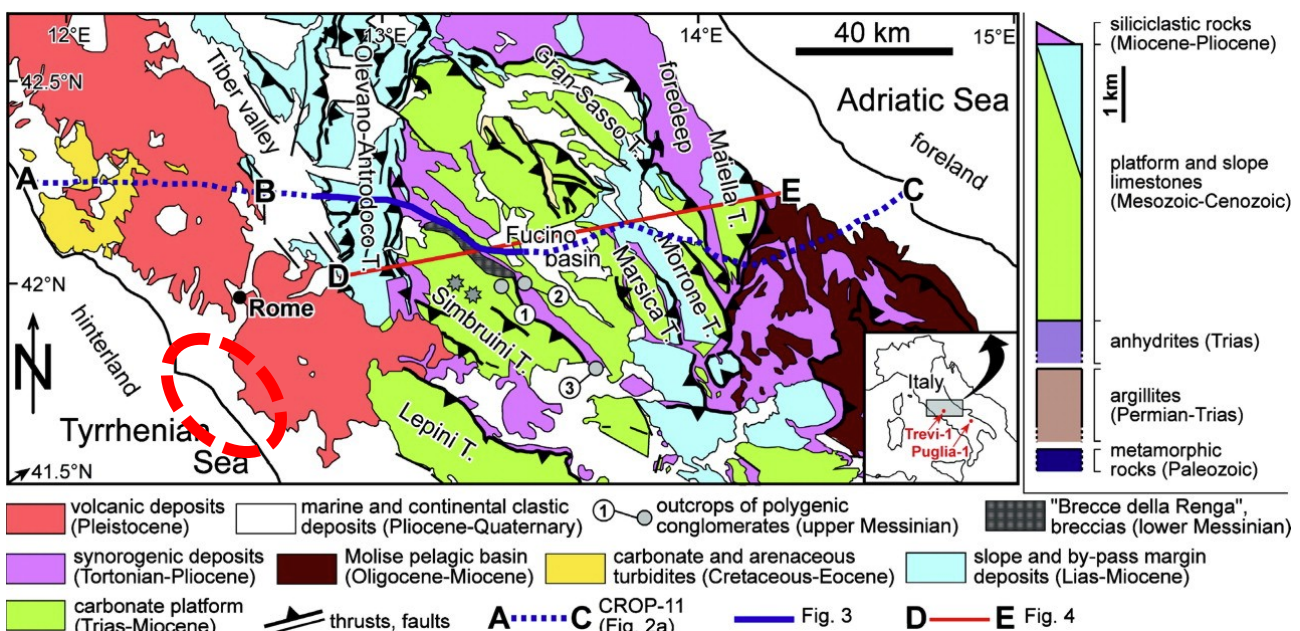 12°E
13°E
14°E
15°E
40 km
42.5°N
42°N
41.5°N
Tiber valley
Olevano-Antrodoco T.
Gran Sasso T.
foredeep
Adriatic Sea
foreland
Maiella T.
A
B
E
C
D
Fucino
basin
Rome
Simbruini T.
Marsica T.
Morrone T.
1
2
3
hinterland
N
Tyrrhenian
Sea
Lepini T.
Italy
Trevi-1
Puglia-1
siliciclastic rocks
(Miocene-Pliocene)
1 km
platform and slope
limestones
(Mesozoic-Cenozoic)
anhydrites (Trias)
argillites
(Permian-Trias)
metamorphic
rocks (Paleozoic)
volcanic deposits
(Pleistocene)
marine and continental clastic
deposits (Pliocene-Quaternary)
1
outcrops of polygenic
conglomerates (upper Messinian)
"Brecce della Renga",
breccias (lower Messinian)
synorogenic deposits
(Tortonian-Pliocene)
Molise pelagic basin
(Oligocene-Miocene)
carbonate and arenaceous
turbidites (Cretaceous-Eocene)
slope and by-pass margin
deposits (Lias-Miocene)
carbonate platform
(Trias-Miocene)
thrusts, faults
A C CROP-11
(Fig. 2a)
Fig. 3
D E Fig. 4